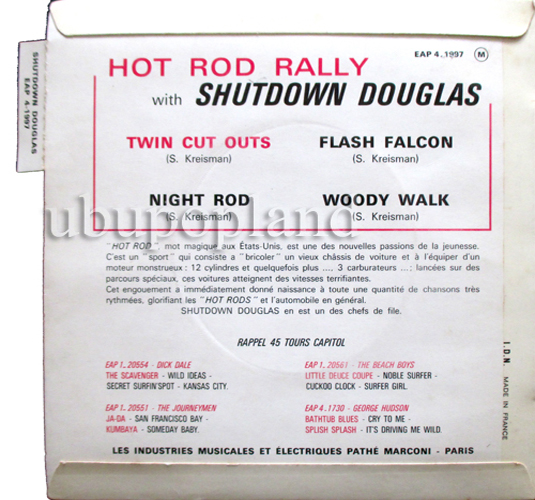 EAP 4.1997 M
SHUTDOWN DOUGLAS
EAP 4.1997
HOT ROD RALLY
with SHUTDOWN DOUGLAS
TWIN CUT OUTS
(S. Kreisman)
FLASH FALCON
(S. Kreisman)
NIGHT ROD
(S. Kreisman)
WOODY WALK
(S. Kreisman)
ubupopland
"HOT ROD", mot magique aux États-Unis, est une des nouvelles passions de la jeunesse.
C'est un "sport" qui consiste a "bricoler" un vieux châssis de voiture et à l'équiper d'un
moteur monstrueux : 12 cylindres et quelquefois plus ...., 3 carburateurs ... ; lancées sur des
parcours spéciaux, ces voitures atteignent des vitesses terrifiantes.
Cet engouement a immédiatement donné naissance à toute une quantité de chansons très
rythmées, glorifiant les "HOT RODS" et l'automobile en général.
SHUTDOWN DOUGLAS en est un des chefs de file.
RAPPEL 45 TOURS CAPITOL
EAP 1.20554 - DICK DALE
THE SCAVENGER - WILD IDEAS -
SECRET SURFIN'SPOT - KANSAS CITY.
EAP 1.20561 - THE BEACH BOYS
LITTLE DEUCE COUPE - NOBLE SURFER -
CUCKOO CLOCK - SURFER GIRL.
EAP 1.20551 - THE JOURNEYMEN
JA-DA - SAN FRANCISCO BAY -
KUMBAYA - SOMEDAY BABY.
EAP 4.1730 - GEORGE HUDSON
BATHTUB BLUES - CRY TO ME -
SPLISH SPLASH - IT'S DRIVING ME WILD.
LES INDUSTRIES MUSICALES ET ÉLECTRIQUES PATHÉ MARCONI - PARIS
I.D.N. MADE IN FRANCE